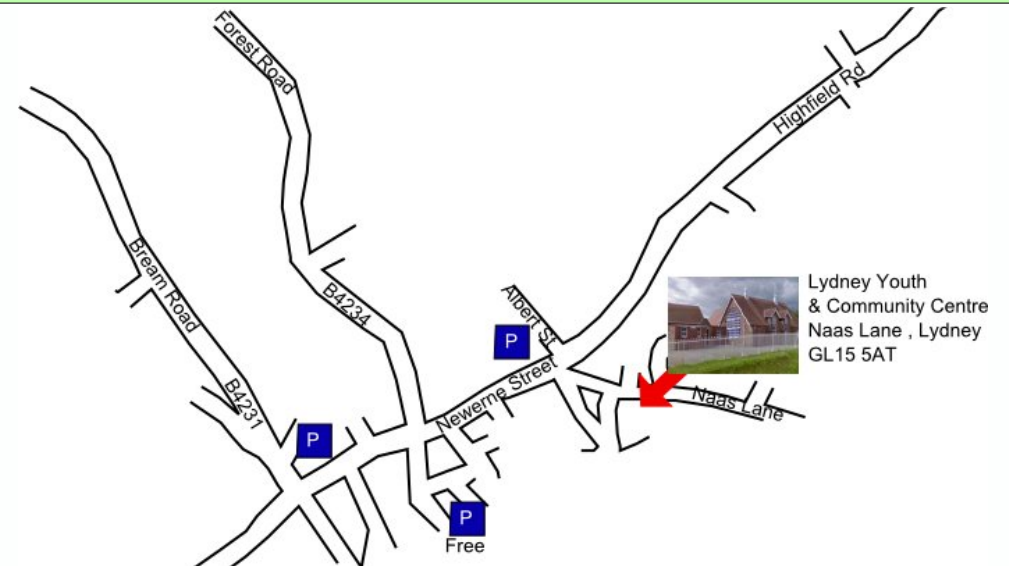 Forest Road
Highfield Rd
Bream Road
B4234
Albert St
Lydney Youth
& Community Centre
Naas Lane , Lydney
GL15 5AT
P
Newerne Street
Naas Lane
B4231
P
P
Free